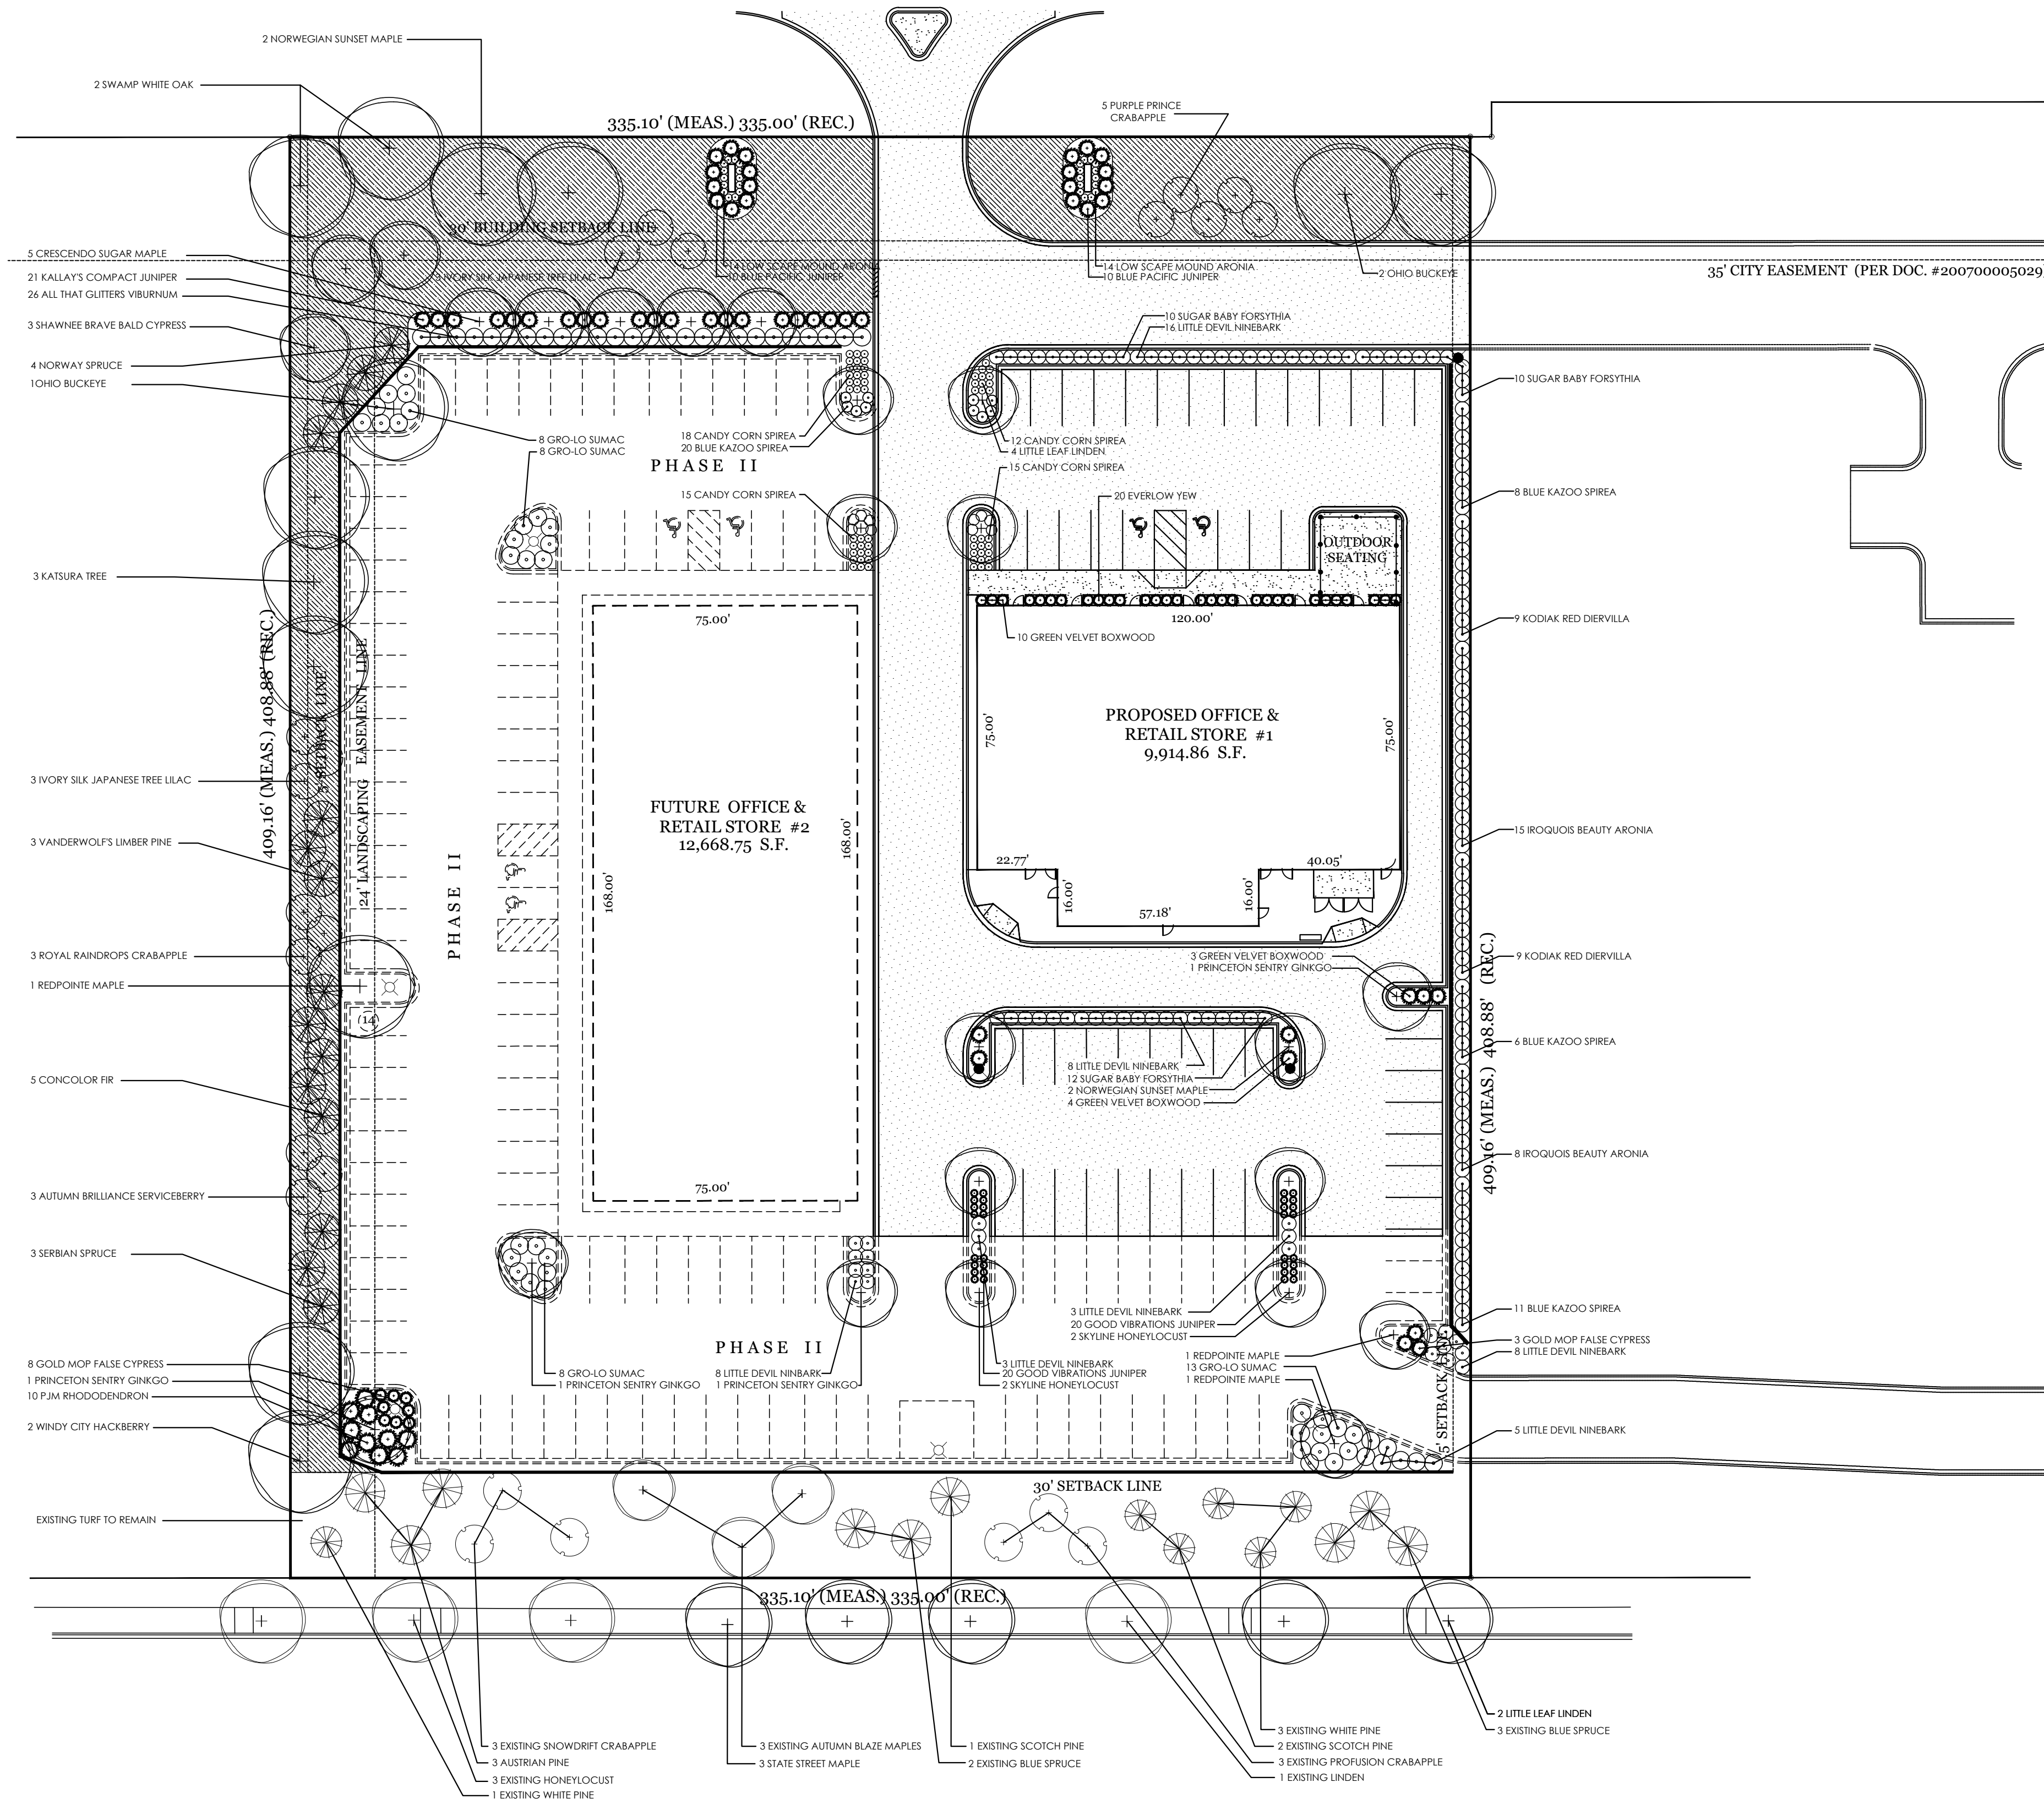 2 NORWEGIAN SUNSET MAPLE
2 SWAMP WHITE OAK
5 PURPLE PRINCE
CRABAPPLE
335.10' (MEAS.) 335.00' (REC.)
30' BUILDING SETBACK LINE
5 CRESCENDO SUGAR MAPLE
21 KALLAY'S COMPACT JUNIPER
26 ALL THAT GLITTERS VIBURNUM
3 SHAWNEE BRAVE BALD CYPRESS
4 NORWAY SPRUCE
1OHIO BUCKEYE
3 IVORY SILK JAPANESE TREE LILAC
14 LOW SCAPE MOUND ARONIA
10 BLUE PACIFIC JUNIPER
14 LOW SCAPE MOUND ARONIA
10 BLUE PACIFIC JUNIPER
2 OHIO BUCKEYE
35' CITY EASEMENT (PER DOC. #200700005029)
10 SUGAR BABY FORSYTHIA
16 LITTLE DEVIL NINEBARK
10 SUGAR BABY FORSYTHIA
8 GRO-LO SUMAC
8 GRO-LO SUMAC
18 CANDY CORN SPIREA
20 BLUE KAZOO SPIREA
PHASE II
12 CANDY CORN SPIREA
4 LITTLE LEAF LINDEN
15 CANDY CORN SPIREA
15 CANDY CORN SPIREA
20 EVERLOW YEW
8 BLUE KAZOO SPIREA
OUTDOOR
SEATING
3 KATSURA TREE
75.00'
120.00'
10 GREEN VELVET BOXWOOD
9 KODIAK RED DIERVILLA
409.16' (MEAS.) 408.88' (REC.)
5' SETBACK LINE
24' LANDSCAPING EASEMENT LINE
PROPOSED OFFICE &
RETAIL STORE #1
9,914.86 S.F.
75.00'
75.00'
3 IVORY SILK JAPANESE TREE LILAC
FUTURE OFFICE &
RETAIL STORE #2
12,668.75 S.F.
168.00'
168.00'
3 VANDERWOLF'S LIMBER PINE
PHASE II
15 IROQUOIS BEAUTY ARONIA
22.77'
40.05'
16.00'
16.00'
57.18'
3 ROYAL RAINDROPS CRABAPPLE
1 REDPOINTE MAPLE
14
3 GREEN VELVET BOXWOOD
1 PRINCETON SENTRY GINKGO
9 KODIAK RED DIERVILLA
409.16' (MEAS.) 408.88' (REC.)
6 BLUE KAZOO SPIREA
5 CONCOLOR FIR
8 LITTLE DEVIL NINEBARK
12 SUGAR BABY FORSYTHIA
2 NORWEGIAN SUNSET MAPLE
4 GREEN VELVET BOXWOOD
8 IROQUOIS BEAUTY ARONIA
3 AUTUMN BRILLIANCE SERVICEBERRY
75.00'
3 SERBIAN SPRUCE
3 LITTLE DEVIL NINEBARK
20 GOOD VIBRATIONS JUNIPER
2 SKYLINE HONEYLOCUST
11 BLUE KAZOO SPIREA
3 GOLD MOP FALSE CYPRESS
8 LITTLE DEVIL NINEBARK
PHASE II
1 REDPOINTE MAPLE
13 GRO-LO SUMAC
1 REDPOINTE MAPLE
3 LITTLE DEVIL NINEBARK
20 GOOD VIBRATIONS JUNIPER
2 SKYLINE HONEYLOCUST
8 GRO-LO SUMAC
1 PRINCETON SENTRY GINKGO
8 LITTLE DEVIL NINBARK
1 PRINCETON SENTRY GINKGO
8 GOLD MOP FALSE CYPRESS
1 PRINCETON SENTRY GINKGO
10 PJM RHODODENDRON
2 WINDY CITY HACKBERRY
5' SETBACK LINE
5 LITTLE DEVIL NINEBARK
30' SETBACK LINE
EXISTING TURF TO REMAIN
335.10' (MEAS.) 335.00' (REC.)
2 LITTLE LEAF LINDEN
3 EXISTING BLUE SPRUCE
3 EXISTING SNOWDRIFT CRABAPPLE
3 AUSTRIAN PINE
3 EXISTING HONEYLOCUST
1 EXISTING WHITE PINE
3 EXISTING AUTUMN BLAZE MAPLES
3 STATE STREET MAPLE
1 EXISTING SCOTCH PINE
2 EXISTING BLUE SPRUCE
3 EXISTING WHITE PINE
2 EXISTING SCOTCH PINE
3 EXISTING PROFUSION CRABAPPLE
1 EXISTING LINDEN